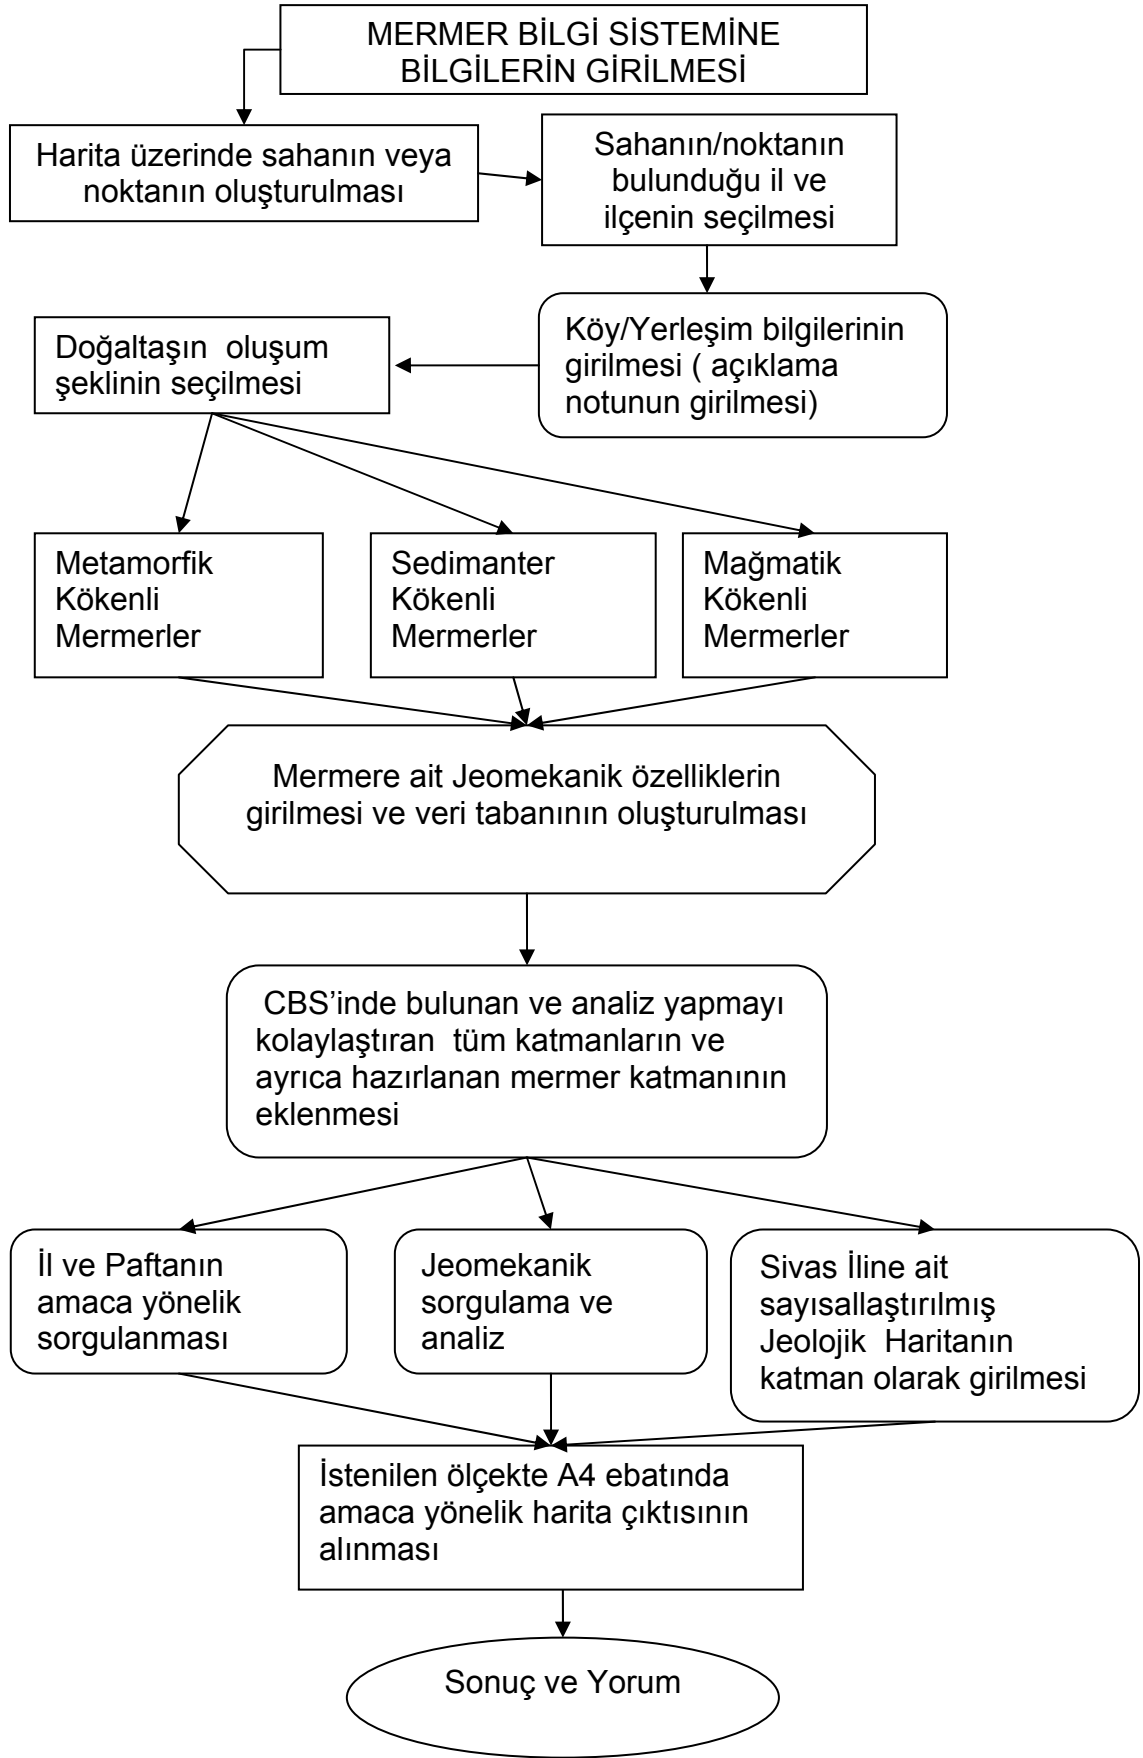 MERMER BİLGİ SİSTEMİNE
BİLGİLERİN GİRİLMESİ
Harita üzerinde sahanın veya
noktanın oluşturulması
Sahanın/noktanın
bulunduğu il ve
ilçenin seçilmesi
Köy/Yerleşim bilgilerinin
girilmesi ( açıklama
notunun girilmesi)
Doğaltaşın oluşum
şeklinin seçilmesi
Metamorfik
Kökenli
Mermerler
Sedimanter
Kökenli
Mermerler
Mağmatik
Kökenli
Mermerler
Mermere ait Jeomekanik özelliklerin
girilmesi ve veri tabanının oluşturulması
CBS’inde bulunan ve analiz yapmayı
kolaylaştıran tüm katmanların ve
ayrıca hazırlanan mermer katmanının
eklenmesi
İl ve Paftanın
amaca yönelik
sorgulanması
Jeomekanik
sorgulama ve
analiz
Sivas İline ait
sayısallaştırılmış
Jeolojik Haritanın
katman olarak girilmesi
İstenilen ölçekte A4 ebatında
amaca yönelik harita çıktısının
alınması
Sonuç ve Yorum